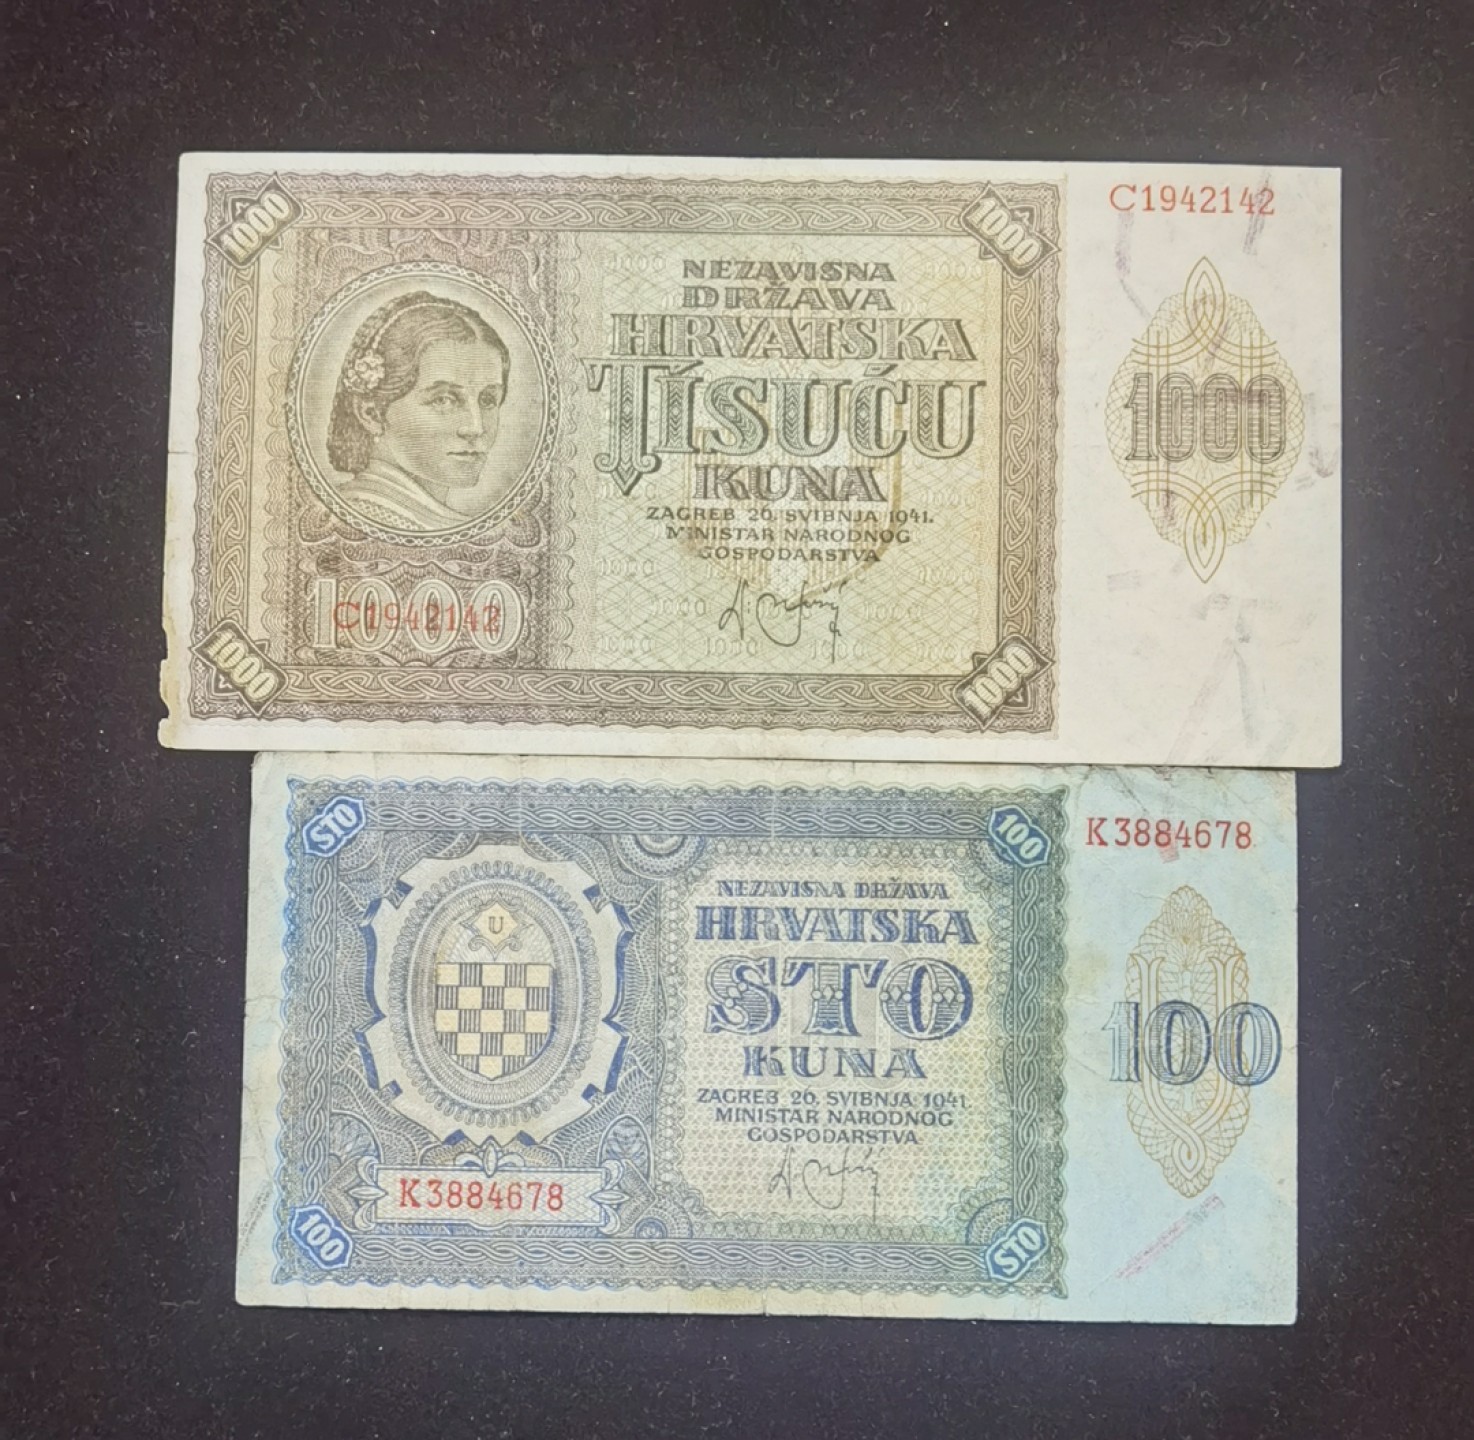 1000
1000
C1942142
NEZAVISNA
DRŽAVA
HRVATSKA
TISUĆU
KUNA
ZAGREB 26. SVIBNJA 1941.
MINISTAR NARODNOG
GOSPODARSTVA
1000
1000
C1942142
1000
1000
STO
100
K3884678
U
NEZAVISNA DRŽAVA
HRVATSKA
STO
KUNA
ZAGREB 26. SVIBNJA 1941.
MINISTAR NARODNOG
GOSPODARSTVA
100
K3884678
100
STO